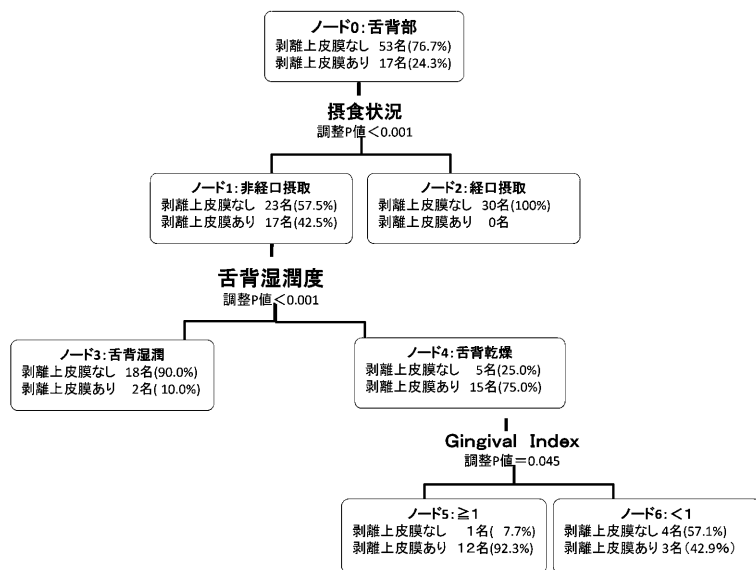 ノード0:舌背部
剥離上皮膜なし 53名(76.7%)
剥離上皮膜あり 17名(24.3%)
摂食状況
調整P値<0.001
ノード1:非経口摂取
剥離上皮膜なし 23名(57.5%)
剥離上皮膜あり 17名(42.5%)
ノード2:経口摂取
剥離上皮膜なし 30名(100%)
剥離上皮膜あり 0名
舌背湿潤度
調整P値<0.001
ノード3:舌背湿潤
剥離上皮膜なし 18名(90.0%)
剥離上皮膜あり 2名( 10.0%)
ノード4:舌背乾燥
剥離上皮膜なし 5名(25.0%)
剥離上皮膜あり 15名(75.0%)
Gingival Index
調整P値=0.045
ノード5:≧1
剥離上皮膜なし 1名( 7.7%)
剥離上皮膜あり 12名(92.3%)
ノード6:<1
剥離上皮膜なし 4名(57.1%)
剥離上皮膜あり 3名(42.9%)